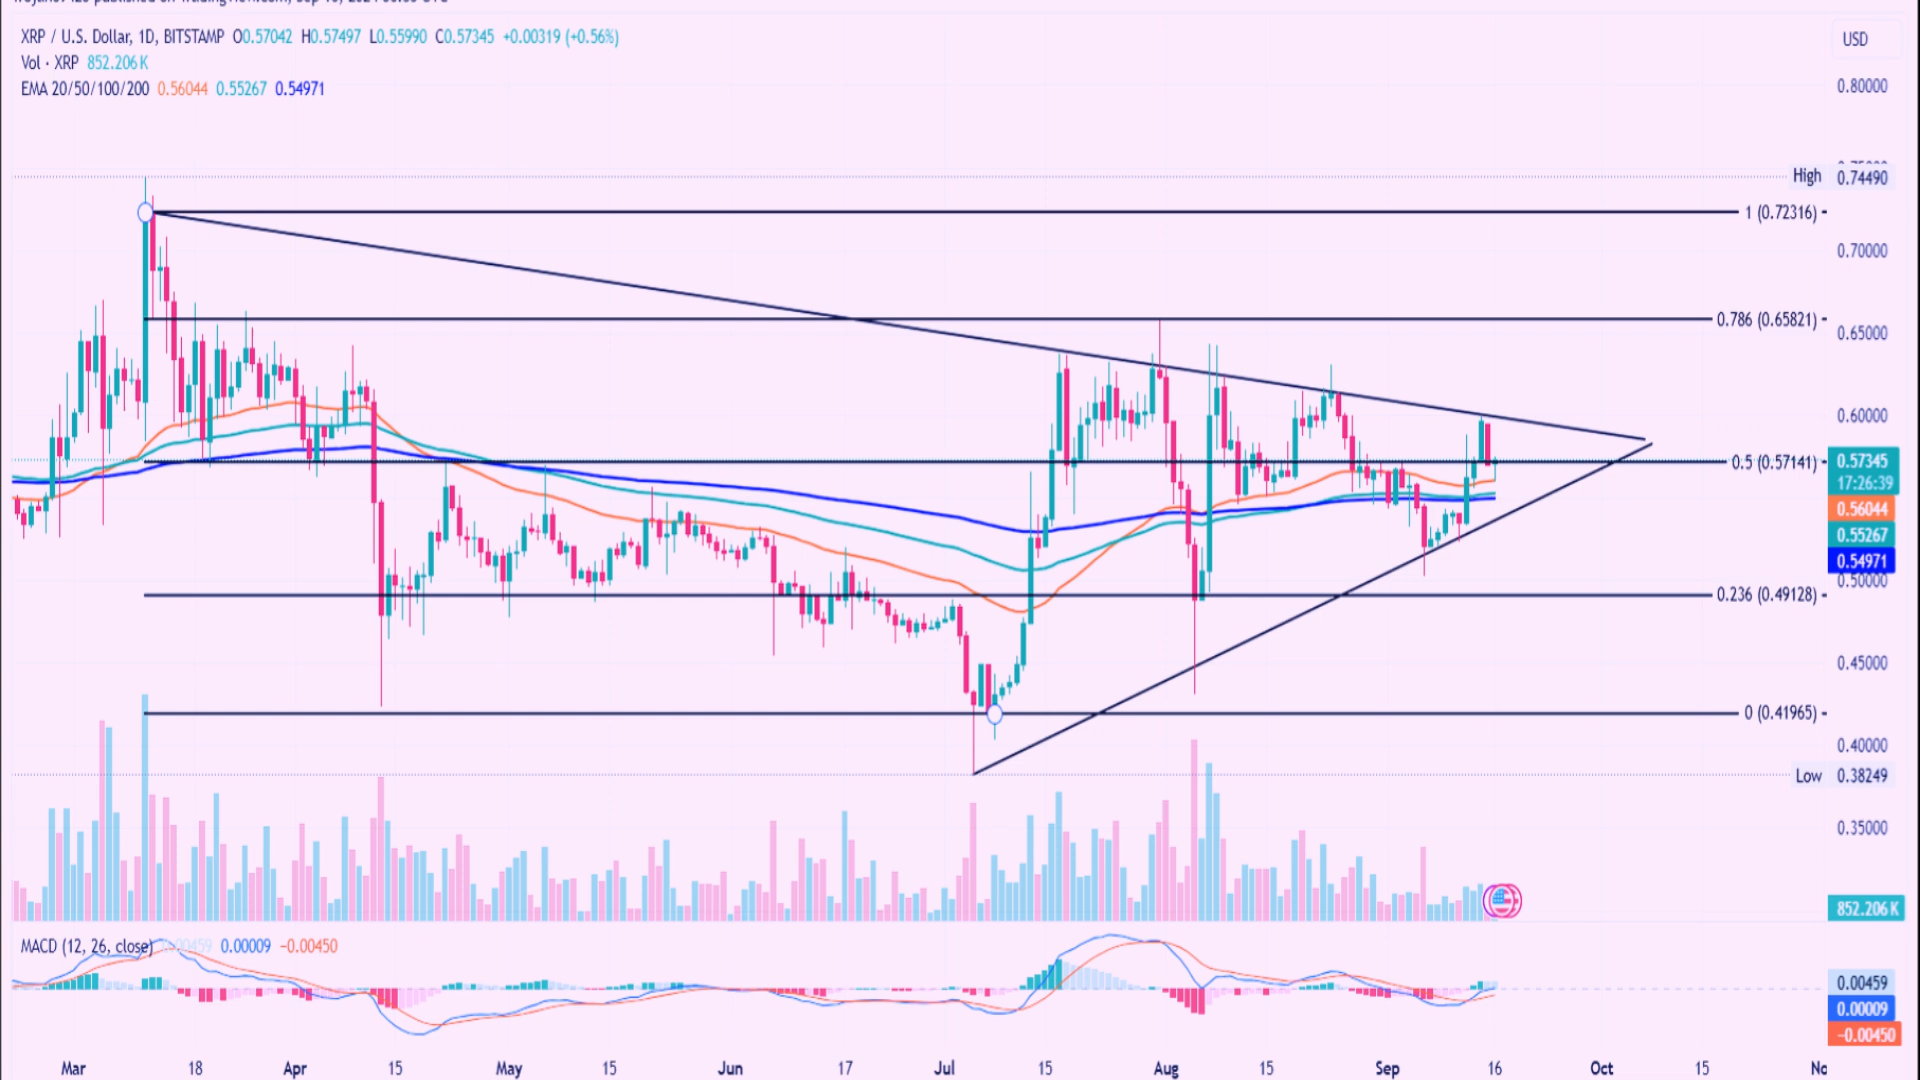 XRP / U.S. Dollar, 1D, BITSTAMP O0.57042 H0.57497 L0.55990 C0.57345 +0.00319 (+0.56%)
Vol · XRP 852.206K
EMA 20/50/100/200 0.56044 0.55267 0.54971
USD
0.80000
High 0.74490
1 (0.72316)
0.70000
0.786 (0.65821)
0.65000
0.60000
0.5 (0.57141)
0.57345
17:26:39
0.56044
0.55267
0.54971
0.50000
0.236 (0.49128)
0.45000
0 (0.41965)
0.40000
Low 0.38249
0.35000
852.206K
MACD (12, 26, close) 0.00459 0.00009 −0.00450
0.00459
0.00009
−0.00450
Mar 18 Apr 15 May 15 Jun 17 Jul 15 Aug 15 Sep 16 Oct 15 No